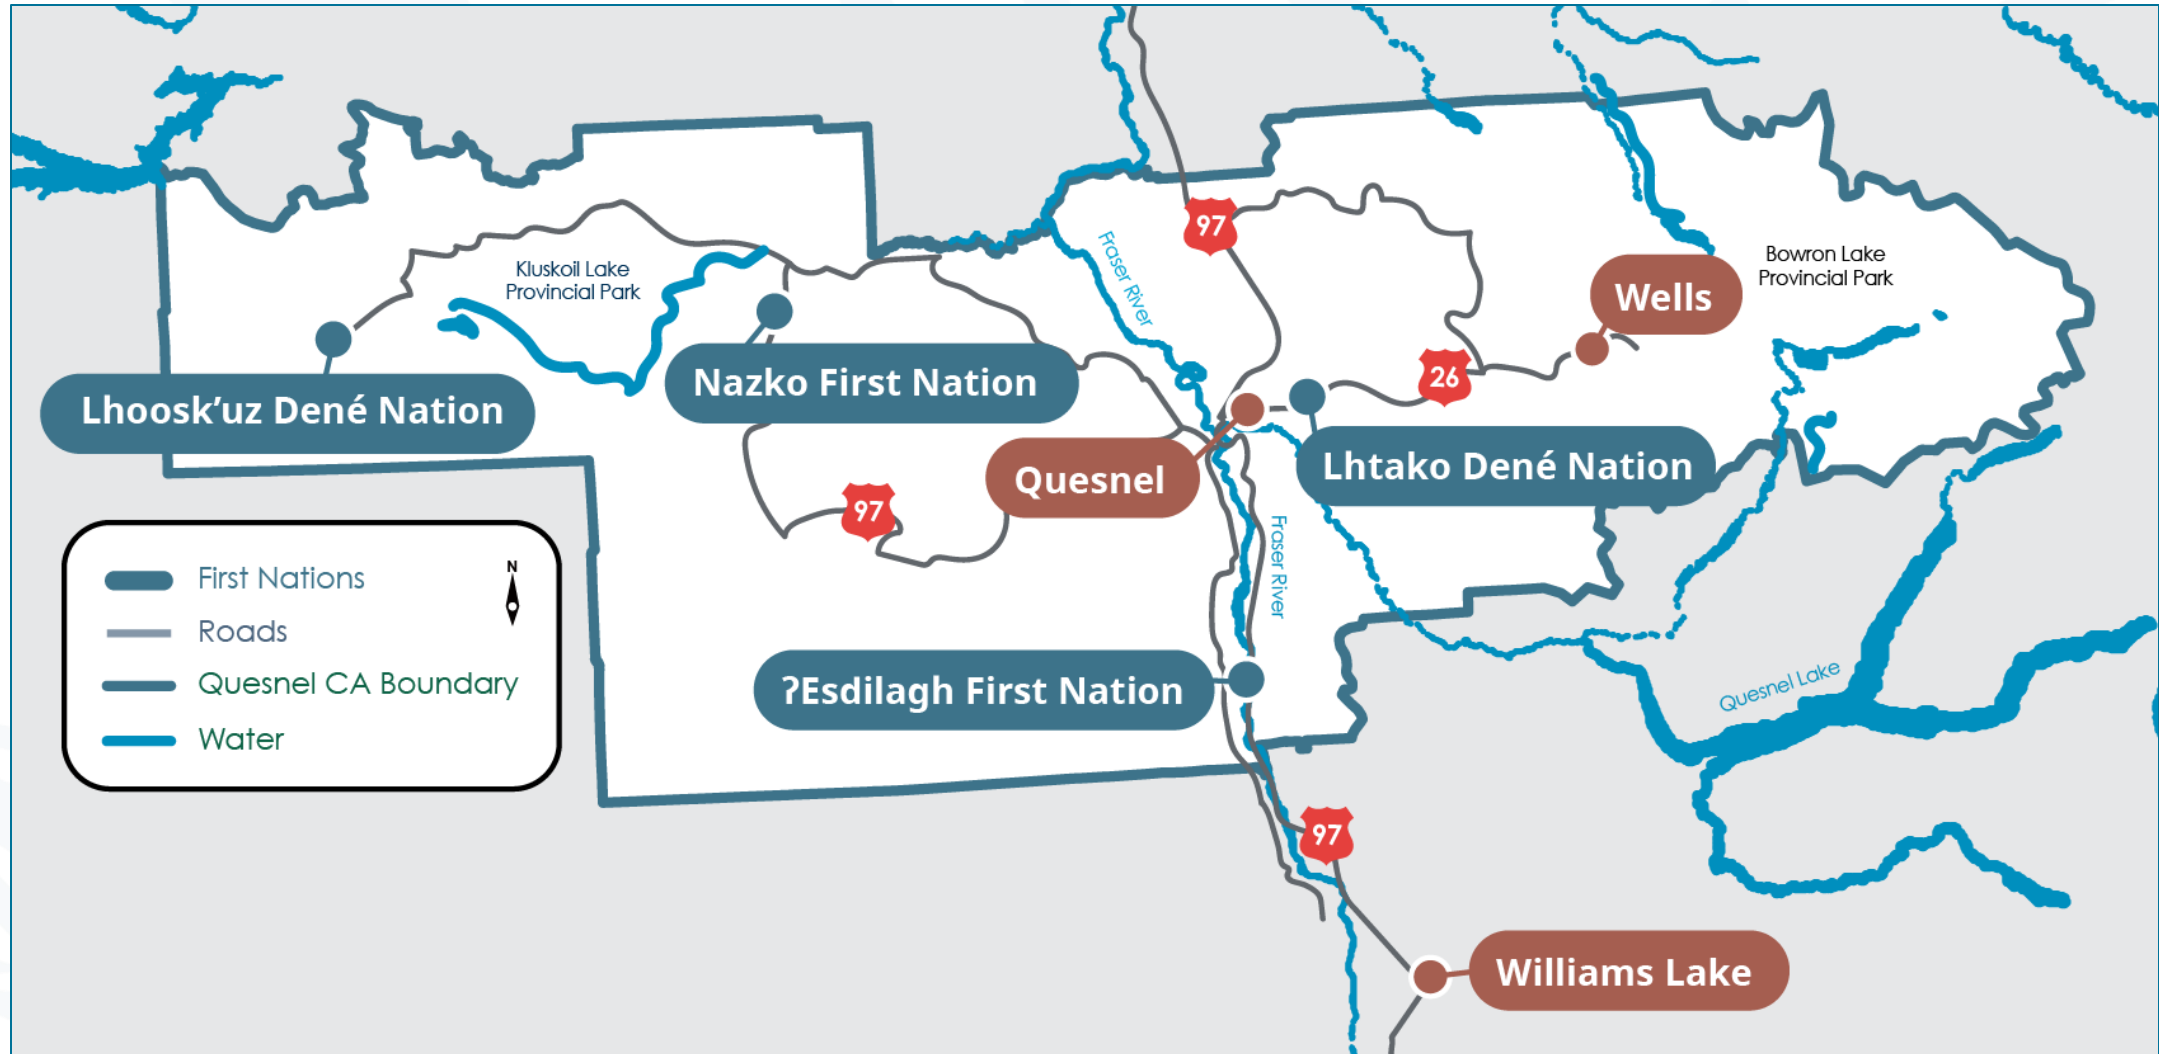 97
Fraser River
Bowron Lake
Provincial Park
Kluskoil Lake
Provincial Park
Wells
26
Nazko First Nation
Lhoosk’uz Dené Nation
Quesnel
Lhtako Dené Nation
97
Fraser River
N
First Nations
Roads
Quesnel CA Boundary
Water
?Esdilagh First Nation
Quesnel Lake
97
Williams Lake